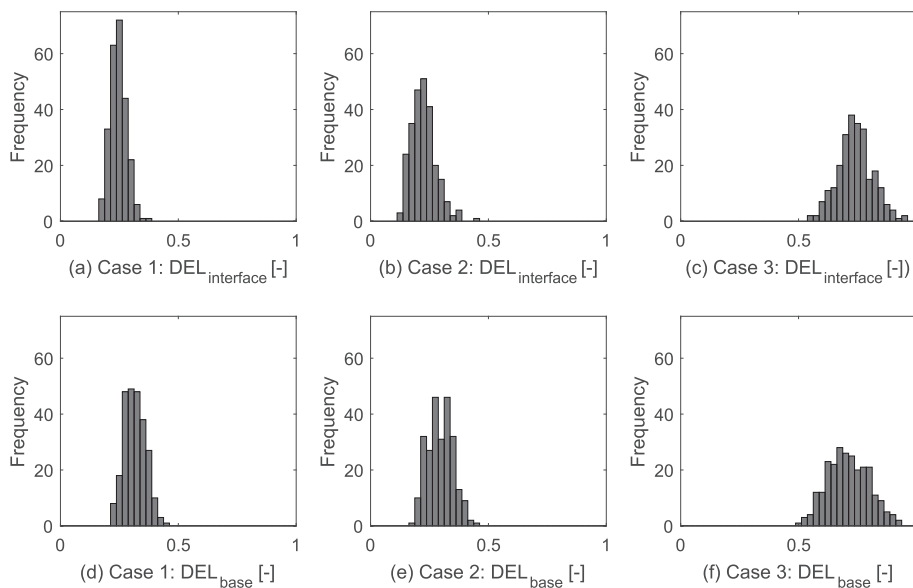 60
40
20
0
Frequency
0 0.5 1
(a) Case 1: DEL_interface [-]
60
40
20
0
Frequency
0 0.5 1
(b) Case 2: DEL_interface [-]
60
40
20
0
Frequency
0 0.5 1
(c) Case 3: DEL_interface [-])
60
40
20
0
Frequency
0 0.5 1
(d) Case 1: DEL_base [-]
60
40
20
0
Frequency
0 0.5 1
(e) Case 2: DEL_base [-]
60
40
20
0
Frequency
0 0.5 1
(f) Case 3: DEL_base [-]